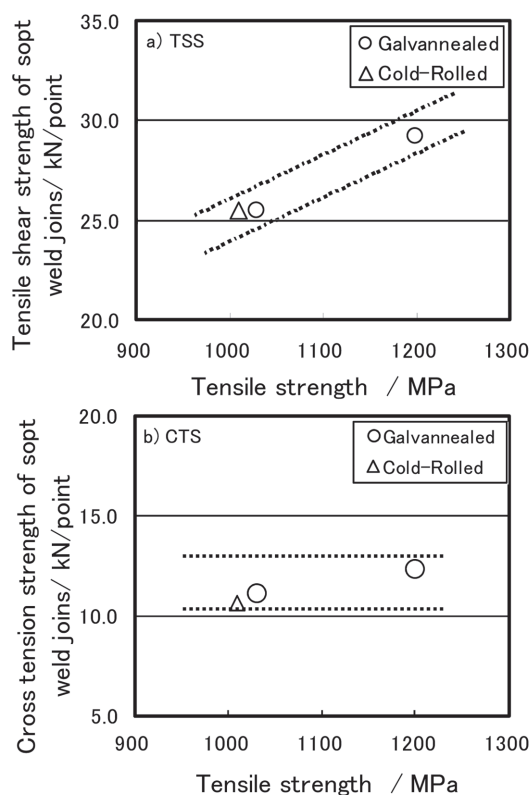 a) TSS
Galvannealed
Cold-Rolled
35.0
30.0
25.0
20.0
900
1000
1100
1200
1300
Tensile shear strength of sopt
weld joins/ kN/point
Tensile strength / MPa
b) CTS
Galvannealed
Cold-Rolled
20.0
15.0
10.0
5.0
900
1000
1100
1200
1300
Cross tension strength of sopt
weld joins/ kN/point
Tensile strength / MPa